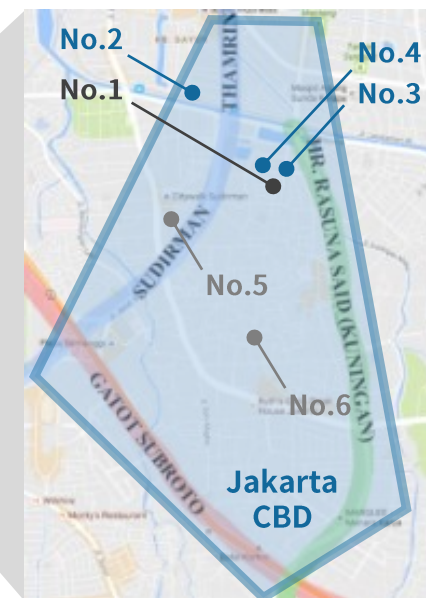 No.2
No.4
No.1
No.3
THAMRIN
HR. RASUNA SAID (KUNINGAN)
SUDIRMAN
No.5
No.6
GATOT SUBROTO
Jakarta
CBD